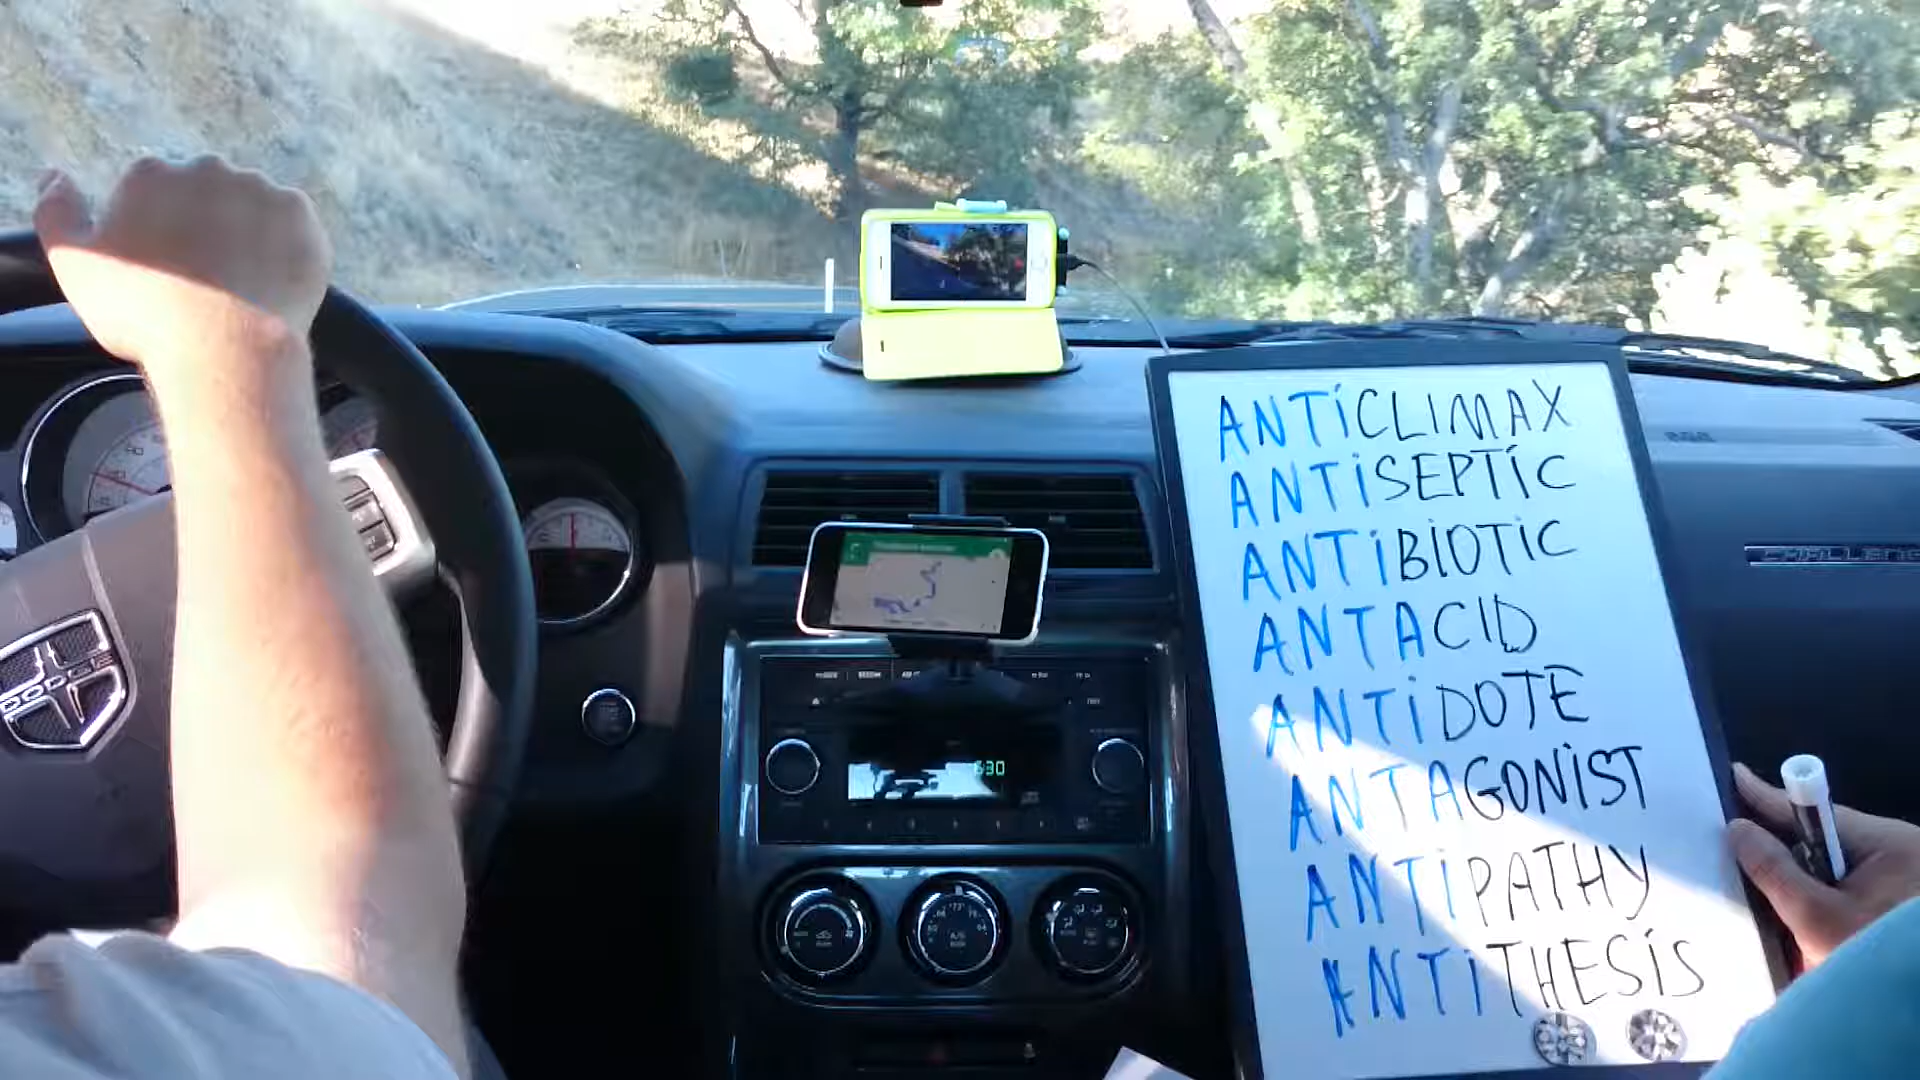 ANTiCLIMAX
ANTiSEPTiC
ANTiBiOTiC
ANTACID
ANTiDOTE
ANTAGONiST
ANTiPATHY
ANTiTHESiS
DODGE